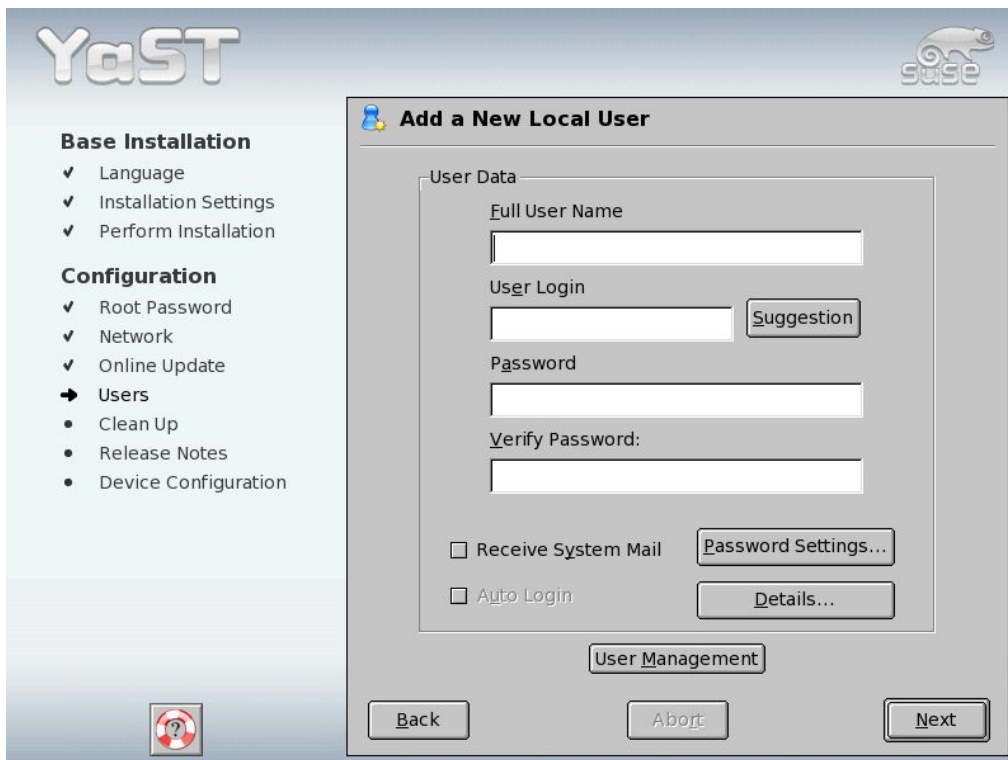 YaST
SUSE
Base Installation
Language
Installation Settings
Perform Installation
Configuration
Root Password
Network
Online Update
Users
Clean Up
Release Notes
Device Configuration
Add a New Local User
User Data
Full User Name
User Login
Suggestion
Password
Verify Password:
Receive System Mail
Password Settings...
Auto Login
Details...
User Management
?
Back
Abort
Next